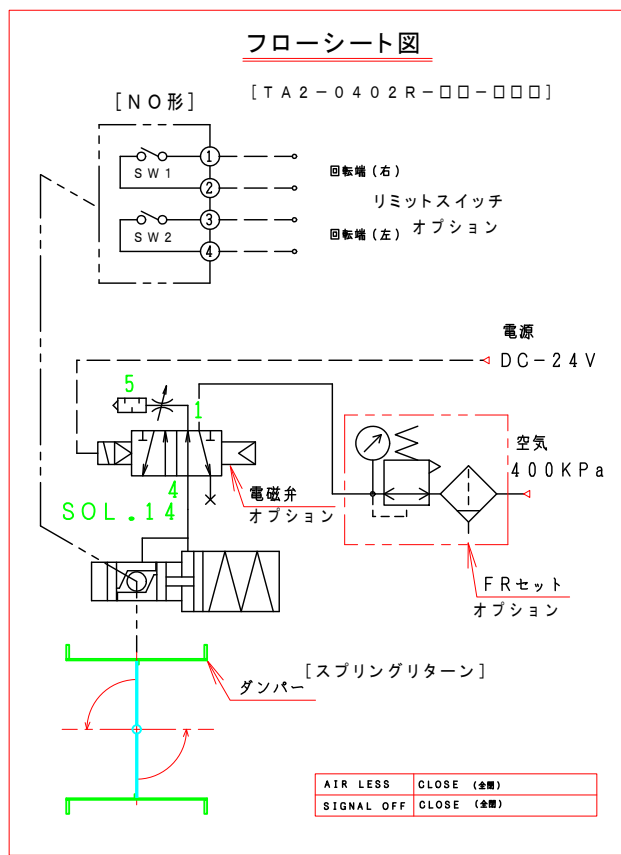 フローシート図
[NO形]
[TA2-0402R-□□-□□□]
1
SW1
回転端(右)
2
リミットスイッチ
オプション
3
SW2
回転端(左)
4
電源
DC-24V
5
1
空気
400KPa
4
電磁弁
オプション
SOL.14
FRセット
オプション
[スプリングリターン]
ダンパー
AIR LESS CLOSE (全閉)
SIGNAL OFF CLOSE (全閉)